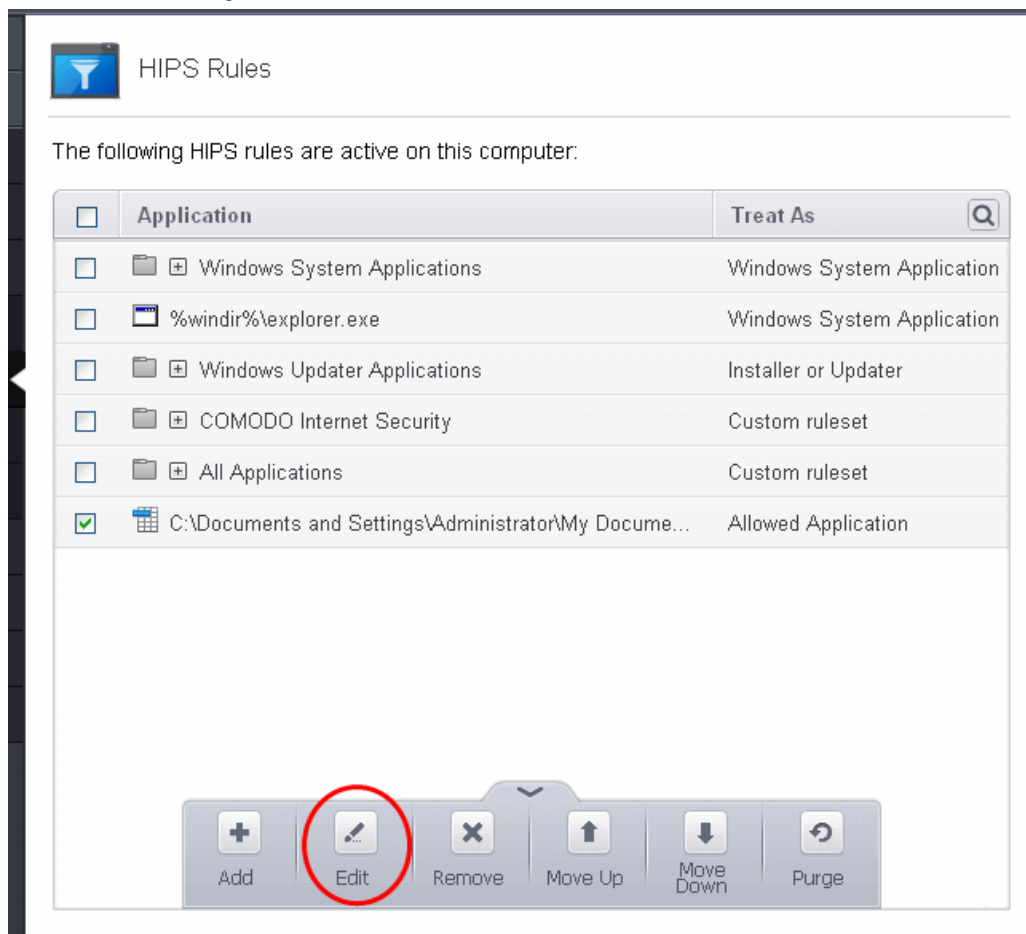 HIPS Rules
The following HIPS rules are active on this computer:
Application Treat As
Windows System Applications Windows System Application
%windir%\explorer.exe Windows System Application
Windows Updater Applications Installer or Updater
COMODO Internet Security Custom ruleset
All Applications Custom ruleset
C:\Documents and Settings\Administrator\My Docume... Allowed Application
Add Edit Remove Move Up Move Down Purge